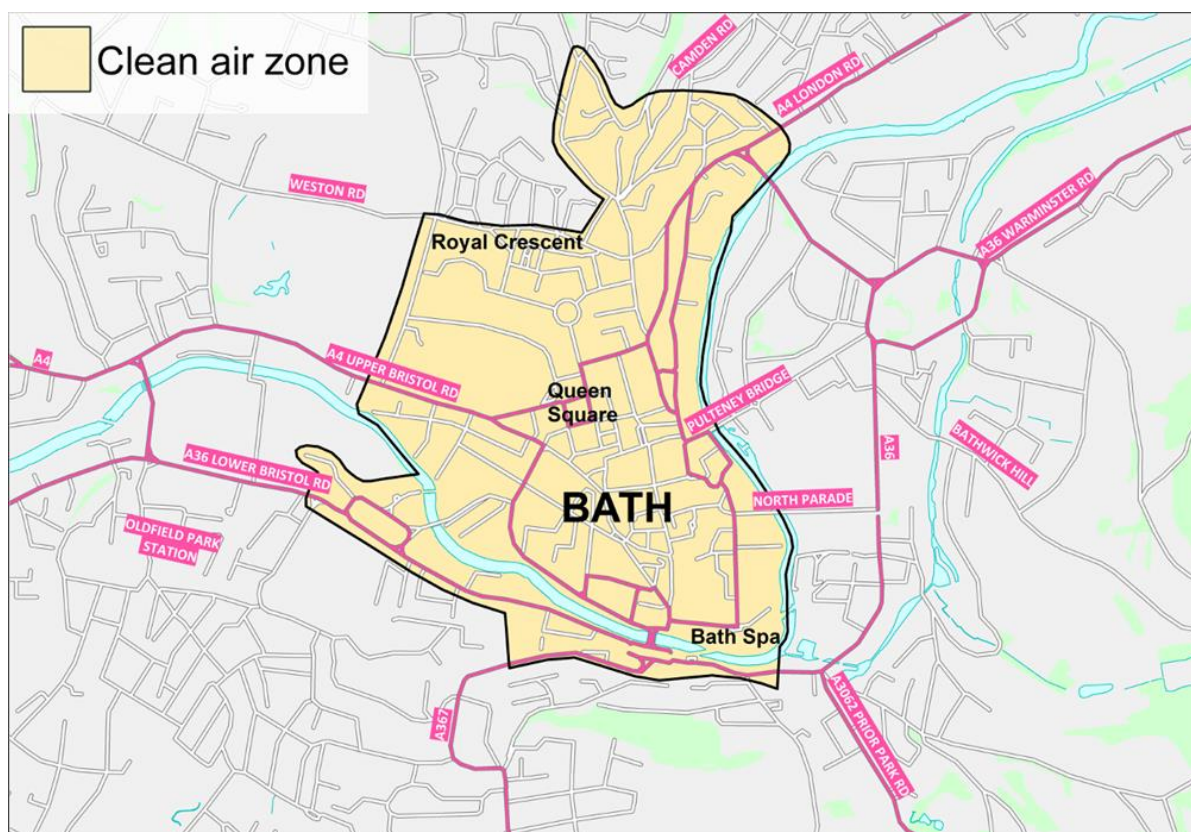 Clean air zone
CAMDEN RD
A4 LONDON RD
WESTON RD
Royal Crescent
A36 WARMINSTER RD
A4
A4 UPPER BRISTOL RD
Queen
Square
PULTENEY BRIDGE
A36 LOWER BRISTOL RD
BATH
NORTH PARADE
A36
BATHWICK HILL
OLDFIELD PARK
STATION
Bath Spa
A367
A3062 PRIOR PARK RD